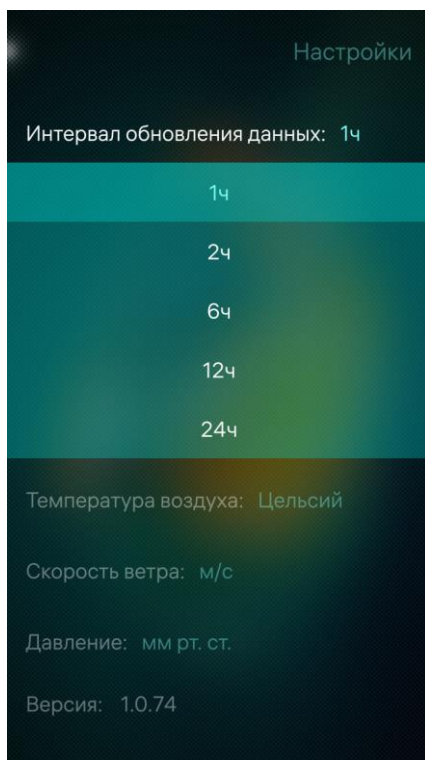 Настройки
Интервал обновления данных: 1ч
1ч
2ч
6ч
12ч
24ч
Температура воздуха: Цельсий
Скорость ветра: м/с
Давление: мм рт. ст.
Версия: 1.0.74